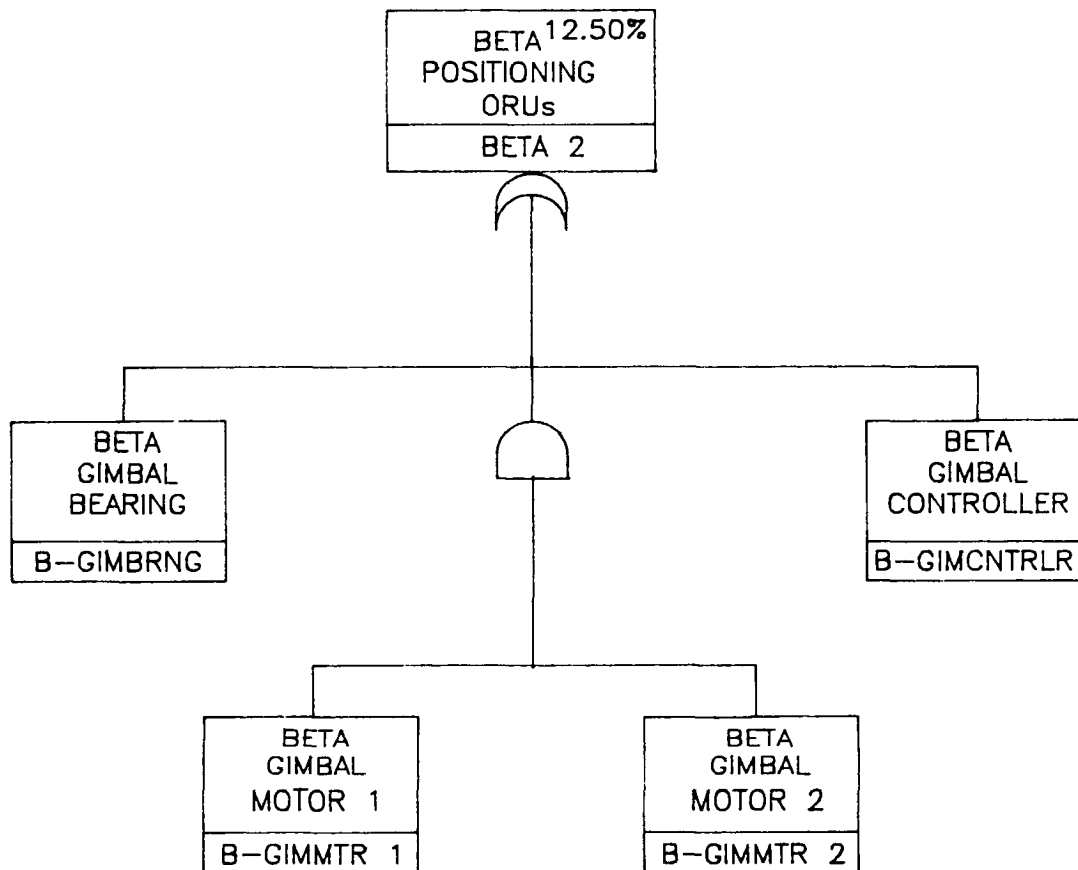 BETA 12.50%
POSITIONING
ORUs
BETA 2
BETA
GIMBAL
BEARING
B-GIMBRNG
BETA
GIMBAL
CONTROLLER
B-GIMCNTRLR
BETA
GIMBAL
MOTOR 1
B-GIMMTR 1
BETA
GIMBAL
MOTOR 2
B-GIMMTR 2